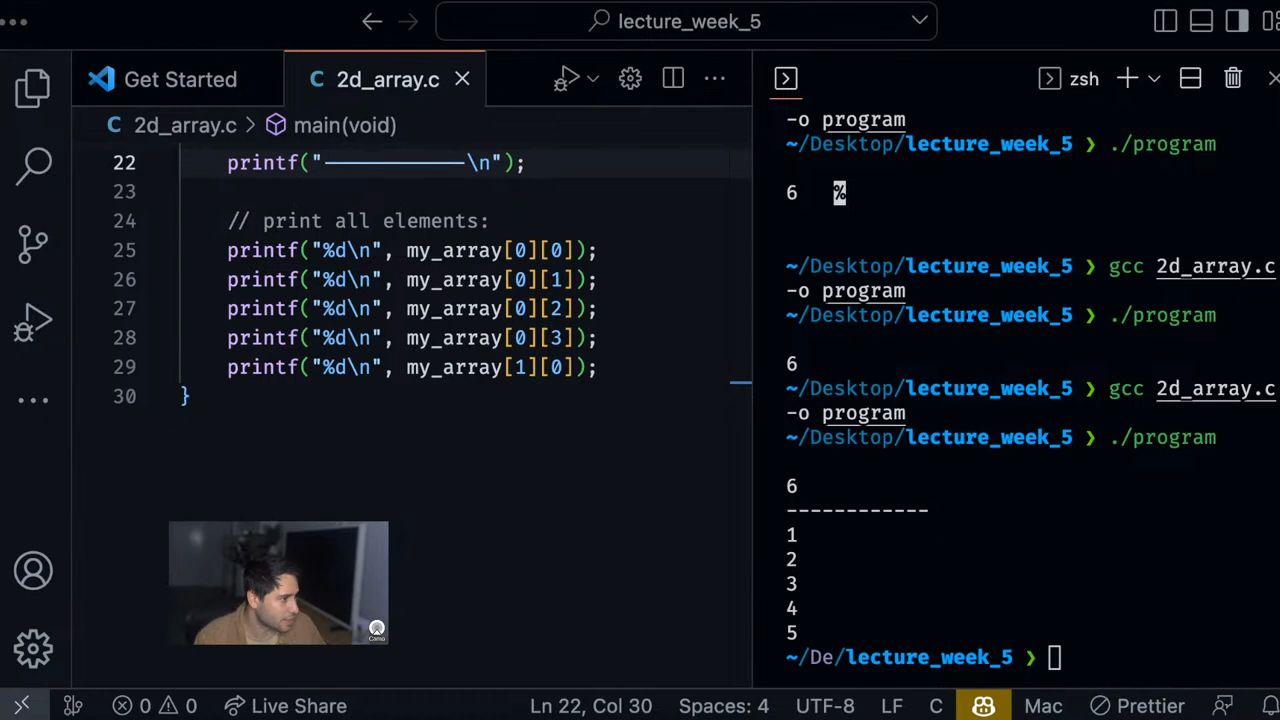 lecture_week_5
Get Started
C 2d_array.c
zsh
C 2d_array.c > main(void)
22 printf("------------\n");
23
24 // print all elements:
25 printf("%d\n", my_array[0][0]);
26 printf("%d\n", my_array[0][1]);
27 printf("%d\n", my_array[0][2]);
28 printf("%d\n", my_array[0][3]);
29 printf("%d\n", my_array[1][0]);
30 }
-o program
~/Desktop/lecture_week_5 ❯ ./program
6 %
~/Desktop/lecture_week_5 ❯ gcc 2d_array.c
-o program
~/Desktop/lecture_week_5 ❯ ./program
6
~/Desktop/lecture_week_5 ❯ gcc 2d_array.c
-o program
~/Desktop/lecture_week_5 ❯ ./program
6
------------
1
2
3
4
5
~/De/lecture_week_5 ❯
Camo
0 0 Live Share Ln 22, Col 30 Spaces: 4 UTF-8 LF C Mac Prettier